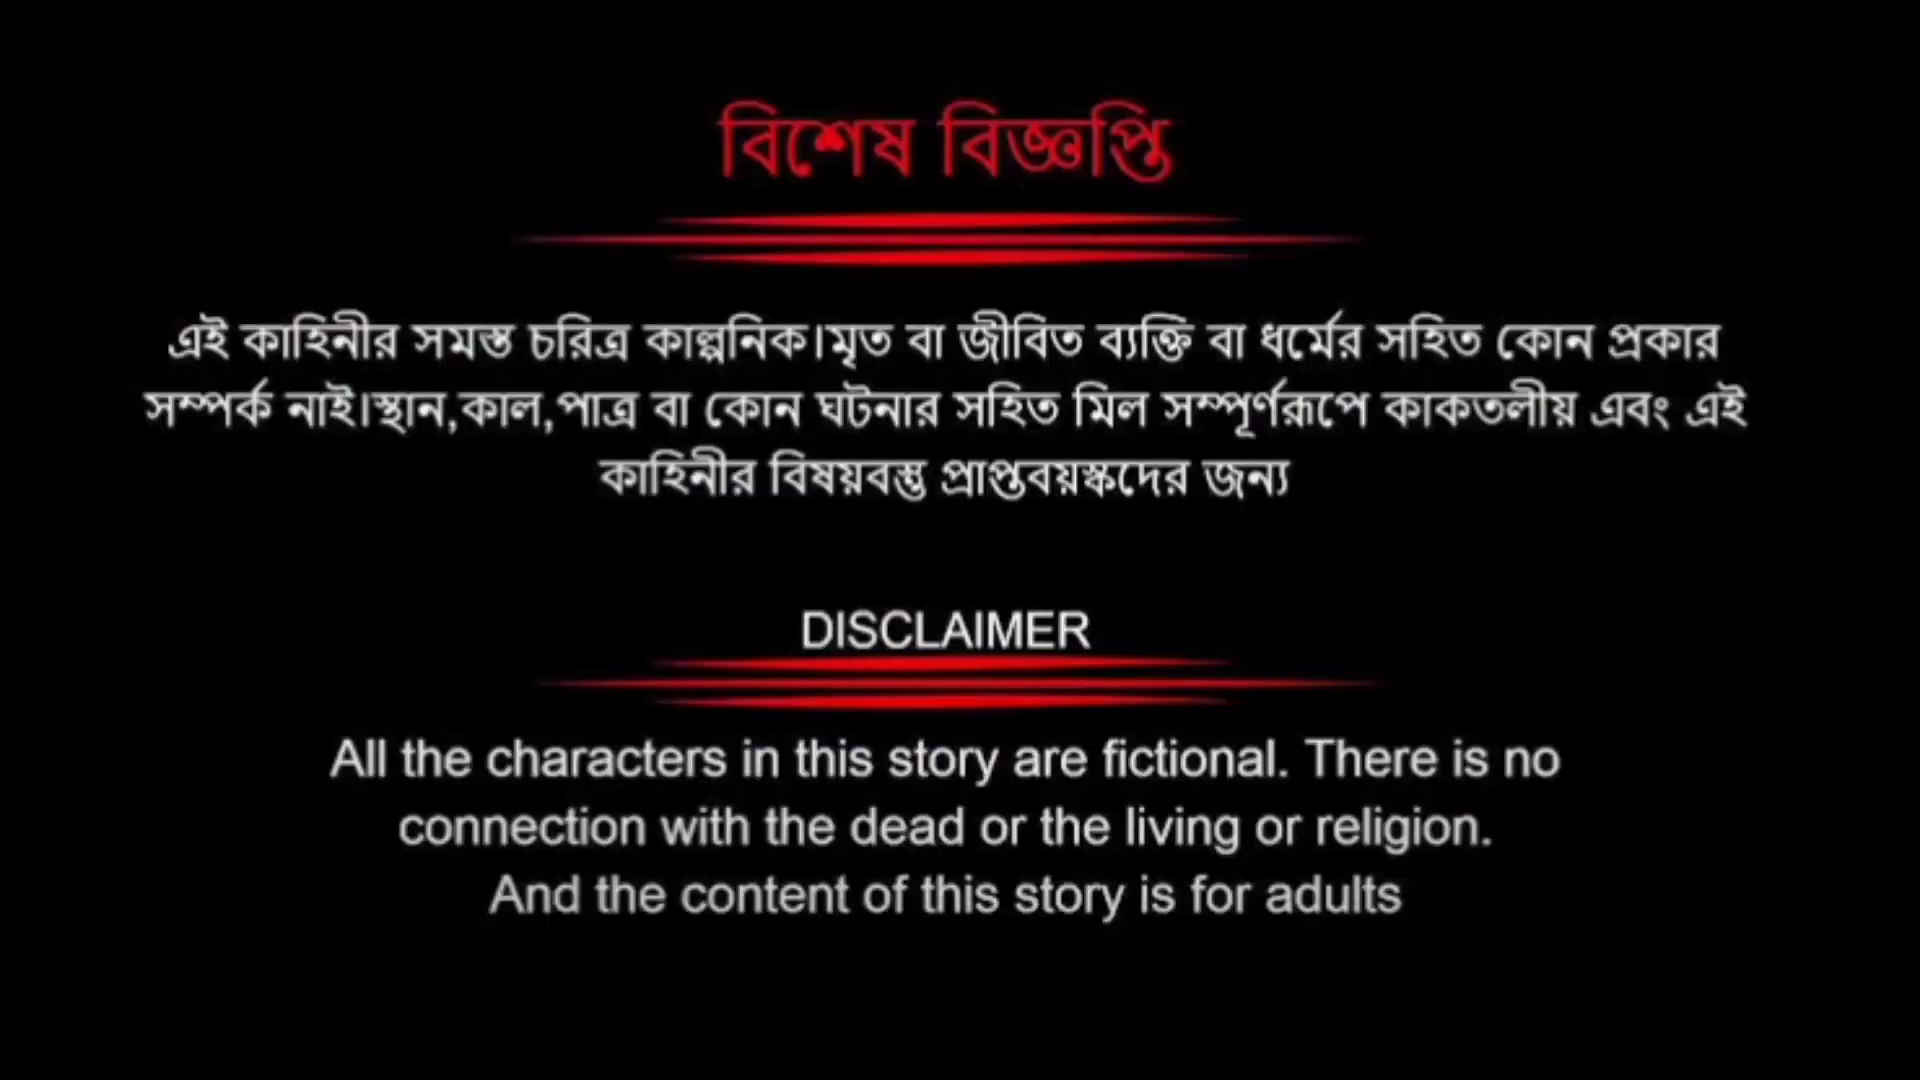 বিশেষ বিজ্ঞপ্তি
এই কাহিনীর সমস্ত চরিত্র কাল্পনিক।মৃত বা জীবিত ব্যক্তি বা ধর্মের সহিত কোন প্রকার
সম্পর্ক নাই।স্থান,কাল,পাত্র বা কোন ঘটনার সহিত মিল সম্পূর্ণরূপে কাকতলীয় এবং এই
কাহিনীর বিষয়বস্তু প্রাপ্তবয়স্কদের জন্য
DISCLAIMER
All the characters in this story are fictional. There is no
connection with the dead or the living or religion.
And the content of this story is for adults